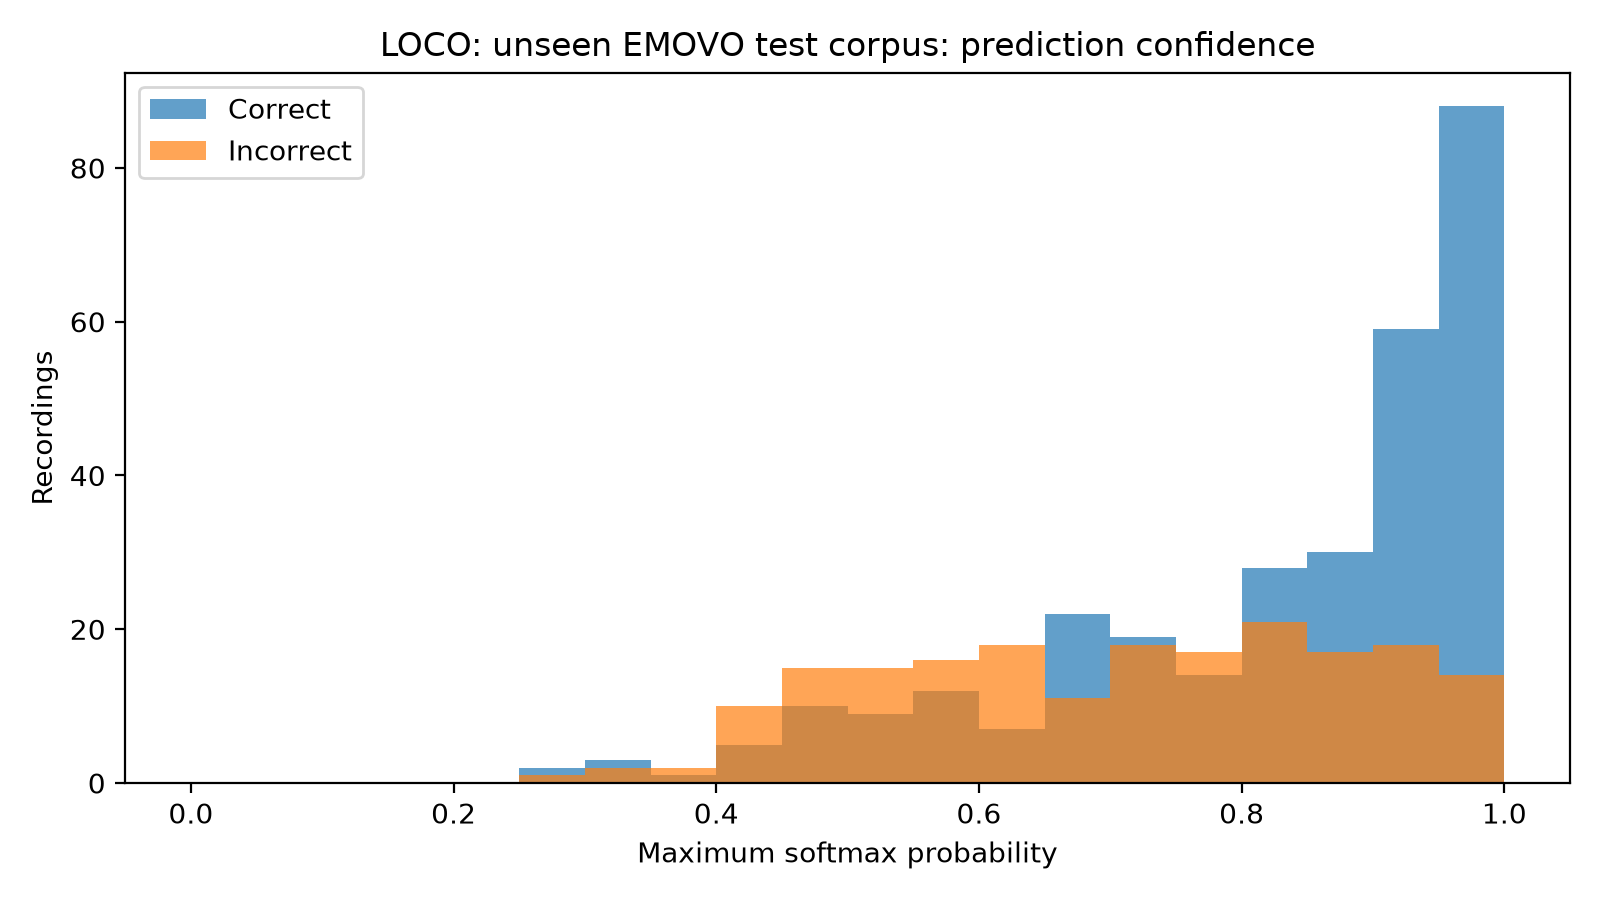 LOCO: unseen EMOVO test corpus: prediction confidence
Correct
Incorrect
80
60
40
20
0
Recordings
0.0 0.2 0.4 0.6 0.8 1.0
Maximum softmax probability